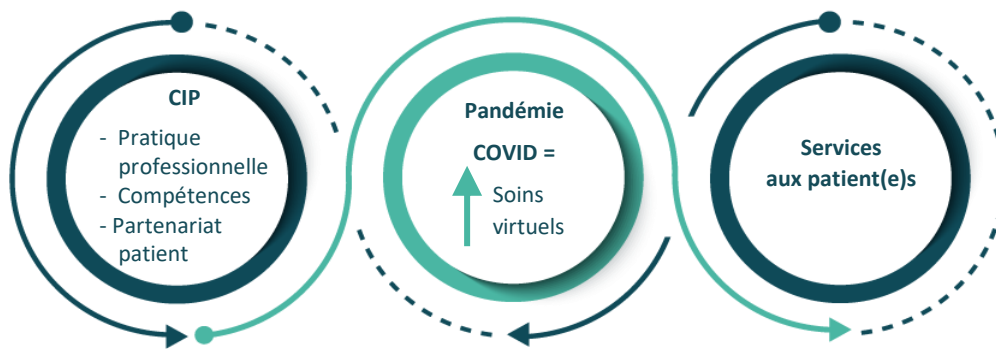 CIP
- Pratique
professionnelle
- Compétences
- Partenariat
patient
Pandémie
COVID =
Soins
virtuels
Services
aux patient(e)s